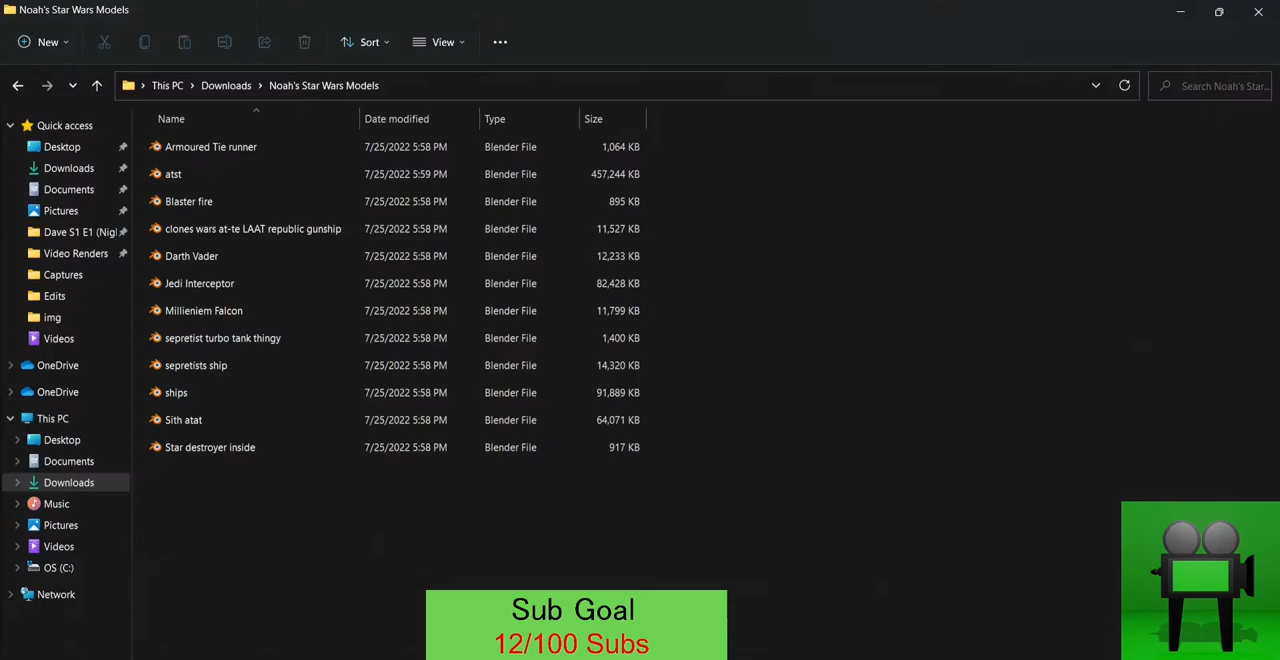 Noah's Star Wars Models
New
Sort
View
This PC > Downloads > Noah's Star Wars Models
Search Noah's Star...
Name Date modified Type Size
Quick access
Desktop
Downloads
Documents
Pictures
Dave S1 E1 (Nigl
Video Renders
Captures
Edits
img
Videos
OneDrive
OneDrive
This PC
Desktop
Documents
Downloads
Music
Pictures
Videos
OS (C:)
Network
Armoured Tie runner 7/25/2022 5:58 PM Blender File 1,064 KB
atst 7/25/2022 5:59 PM Blender File 457,244 KB
Blaster fire 7/25/2022 5:58 PM Blender File 895 KB
clones wars at-te LAAT republic gunship 7/25/2022 5:58 PM Blender File 11,527 KB
Darth Vader 7/25/2022 5:58 PM Blender File 12,233 KB
Jedi Interceptor 7/25/2022 5:58 PM Blender File 82,428 KB
Millieniem Falcon 7/25/2022 5:58 PM Blender File 11,799 KB
sepretist turbo tank thingy 7/25/2022 5:58 PM Blender File 1,400 KB
sepretists ship 7/25/2022 5:58 PM Blender File 14,320 KB
ships 7/25/2022 5:58 PM Blender File 91,889 KB
Sith atat 7/25/2022 5:58 PM Blender File 64,071 KB
Star destroyer inside 7/25/2022 5:58 PM Blender File 917 KB
Sub Goal
12/100 Subs